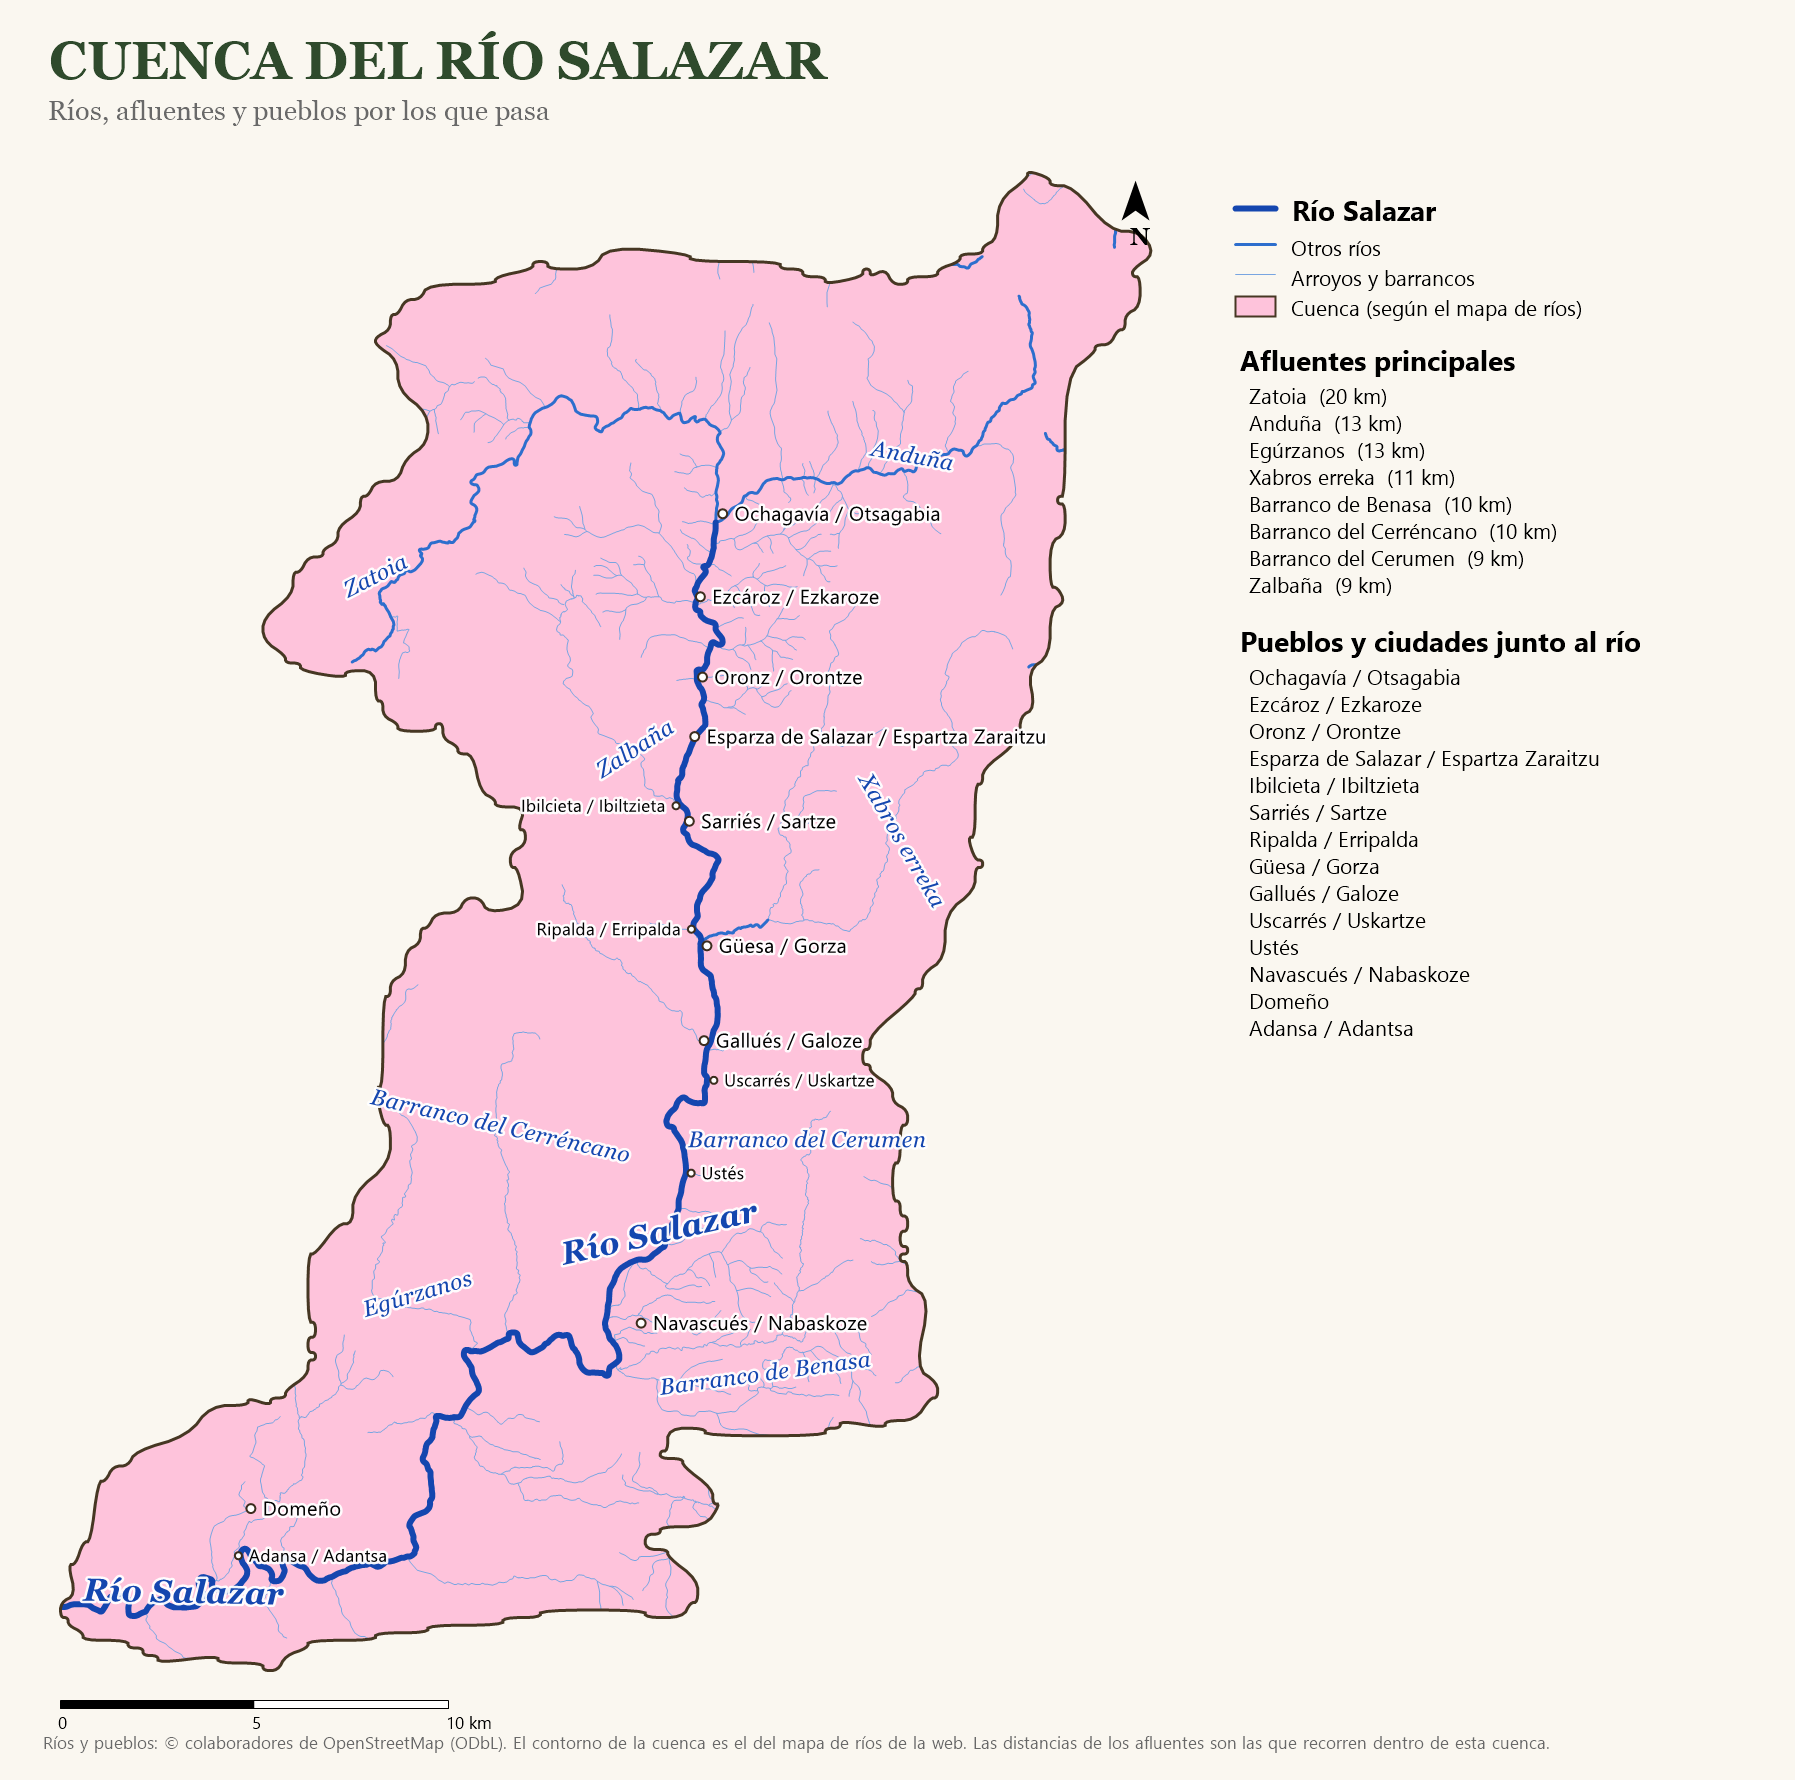 CUENCA DEL RÍO SALAZAR
Ríos, afluentes y pueblos por los que pasa
N
Río Salazar
Otros ríos
Arroyos y barrancos
Cuenca (según el mapa de ríos)
Afluentes principales
Zatoia (20 km)
Anduña (13 km)
Egúrzanos (13 km)
Xabros erreka (11 km)
Barranco de Benasa (10 km)
Barranco del Cerréncano (10 km)
Barranco del Cerumen (9 km)
Zalbaña (9 km)
Pueblos y ciudades junto al río
Ochagavía / Otsagabia
Ezcároz / Ezkaroze
Oronz / Orontze
Esparza de Salazar / Espartza Zaraitzu
Ibilcieta / Ibiltzieta
Sarriés / Sartze
Ripalda / Erripalda
Güesa / Gorza
Gallués / Galoze
Uscarrés / Uskartze
Ustés
Navascués / Nabaskoze
Domeño
Adansa / Adantsa
Anduña
Ochagavía / Otsagabia
Zatoia
Ezcároz / Ezkaroze
Oronz / Orontze
Zalbaña
Esparza de Salazar / Espartza Zaraitzu
Ibilcieta / Ibiltzieta
Sarriés / Sartze
Xabros erreka
Ripalda / Erripalda
Güesa / Gorza
Gallués / Galoze
Uscarrés / Uskartze
Barranco del Cerréncano
Barranco del Cerumen
Ustés
Río Salazar
Egúrzanos
Navascués / Nabaskoze
Barranco de Benasa
Domeño
Adansa / Adantsa
Río Salazar
0 5 10 km
Ríos y pueblos: © colaboradores de OpenStreetMap (ODbL). El contorno de la cuenca es el del mapa de ríos de la web. Las distancias de los afluentes son las que recorren dentro de esta cuenca.